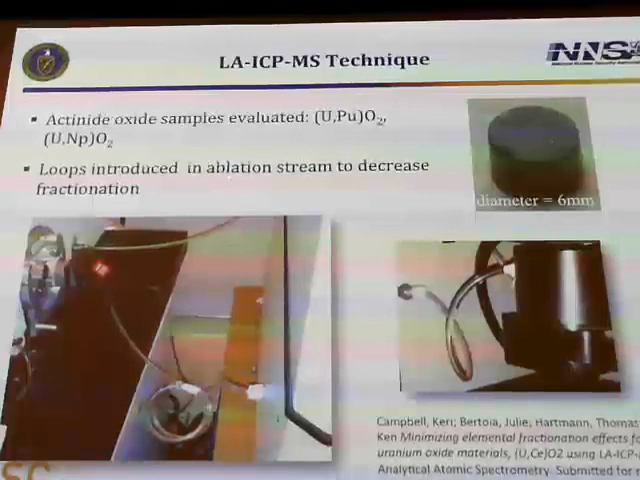 LA-ICP-MS Technique
NNS
▪ Actinide oxide samples evaluated: (U,Pu)O₂,
(U,Np)O₂
▪ Loops introduced in ablation stream to decrease
fractionation
diameter = 6mm
Campbell, Keri; Bertoia, Julie, Hartmann, Thomas
Ken Minimizing elemental fractionation effects fo
uranium oxide materials, (U,Ce)O2 using LA-ICP-
Analytical Atomic Spectrometry. Submitted for r